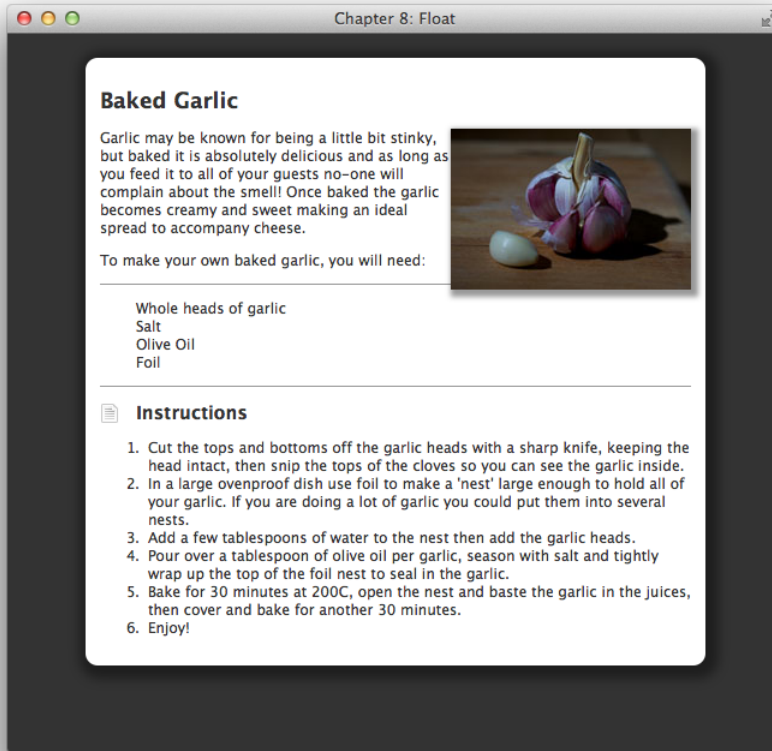 Chapter 8: Float
Baked Garlic
Garlic may be known for being a little bit stinky,
but baked it is absolutely delicious and as long as
you feed it to all of your guests no-one will
complain about the smell! Once baked the garlic
becomes creamy and sweet making an ideal
spread to accompany cheese.
To make your own baked garlic, you will need:
Whole heads of garlic
Salt
Olive Oil
Foil
Instructions
1. Cut the tops and bottoms off the garlic heads with a sharp knife, keeping the
head intact, then snip the tops of the cloves so you can see the garlic inside.
2. In a large ovenproof dish use foil to make a 'nest' large enough to hold all of
your garlic. If you are doing a lot of garlic you could put them into several
nests.
3. Add a few tablespoons of water to the nest then add the garlic heads.
4. Pour over a tablespoon of olive oil per garlic, season with salt and tightly
wrap up the top of the foil nest to seal in the garlic.
5. Bake for 30 minutes at 200C, open the nest and baste the garlic in the juices,
then cover and bake for another 30 minutes.
6. Enjoy!